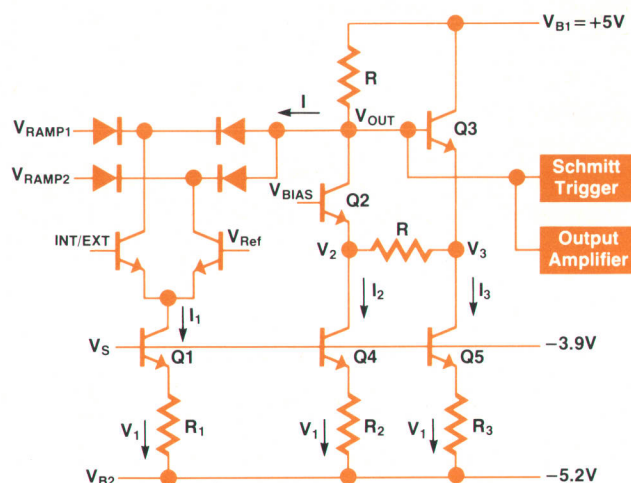 V_B1 = +5V
R
I
V_RAMP1
V_OUT
Q3
V_RAMP2
Schmitt
Trigger
V_BIAS
Q2
INT/EXT
V_Ref
Output
Amplifier
V_2
R
V_3
I_1
I_2
I_3
V_S
Q1
Q4
Q5
−3.9V
V_1
R_1
V_1
R_2
V_1
R_3
V_B2
−5.2V